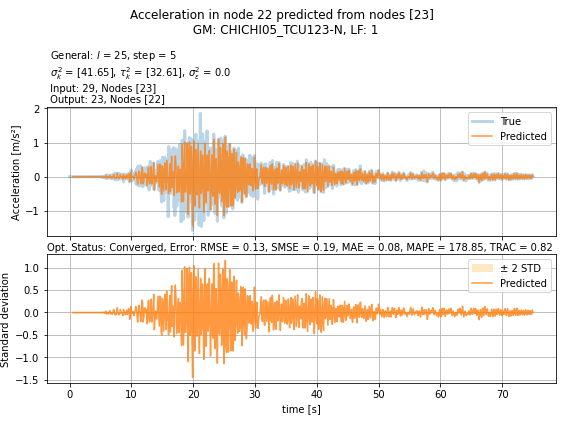 Acceleration in node 22 predicted from nodes [23]
GM: CHICHI05_TCU123-N, LF: 1
General: l = 25, step = 5
σ²ₖ = [41.65], τ²ₖ = [32.61], σ²ε = 0.0
Input: 29, Nodes [23]
Output: 23, Nodes [22]
2
1
0
−1
Acceleration [m/s²]
True
Predicted
Opt. Status: Converged, Error: RMSE = 0.13, SMSE = 0.19, MAE = 0.08, MAPE = 178.85, TRAC = 0.82
1.0
0.5
0.0
−0.5
−1.0
−1.5
Standard deviation
± 2 STD
Predicted
0 10 20 30 40 50 60 70
time [s]